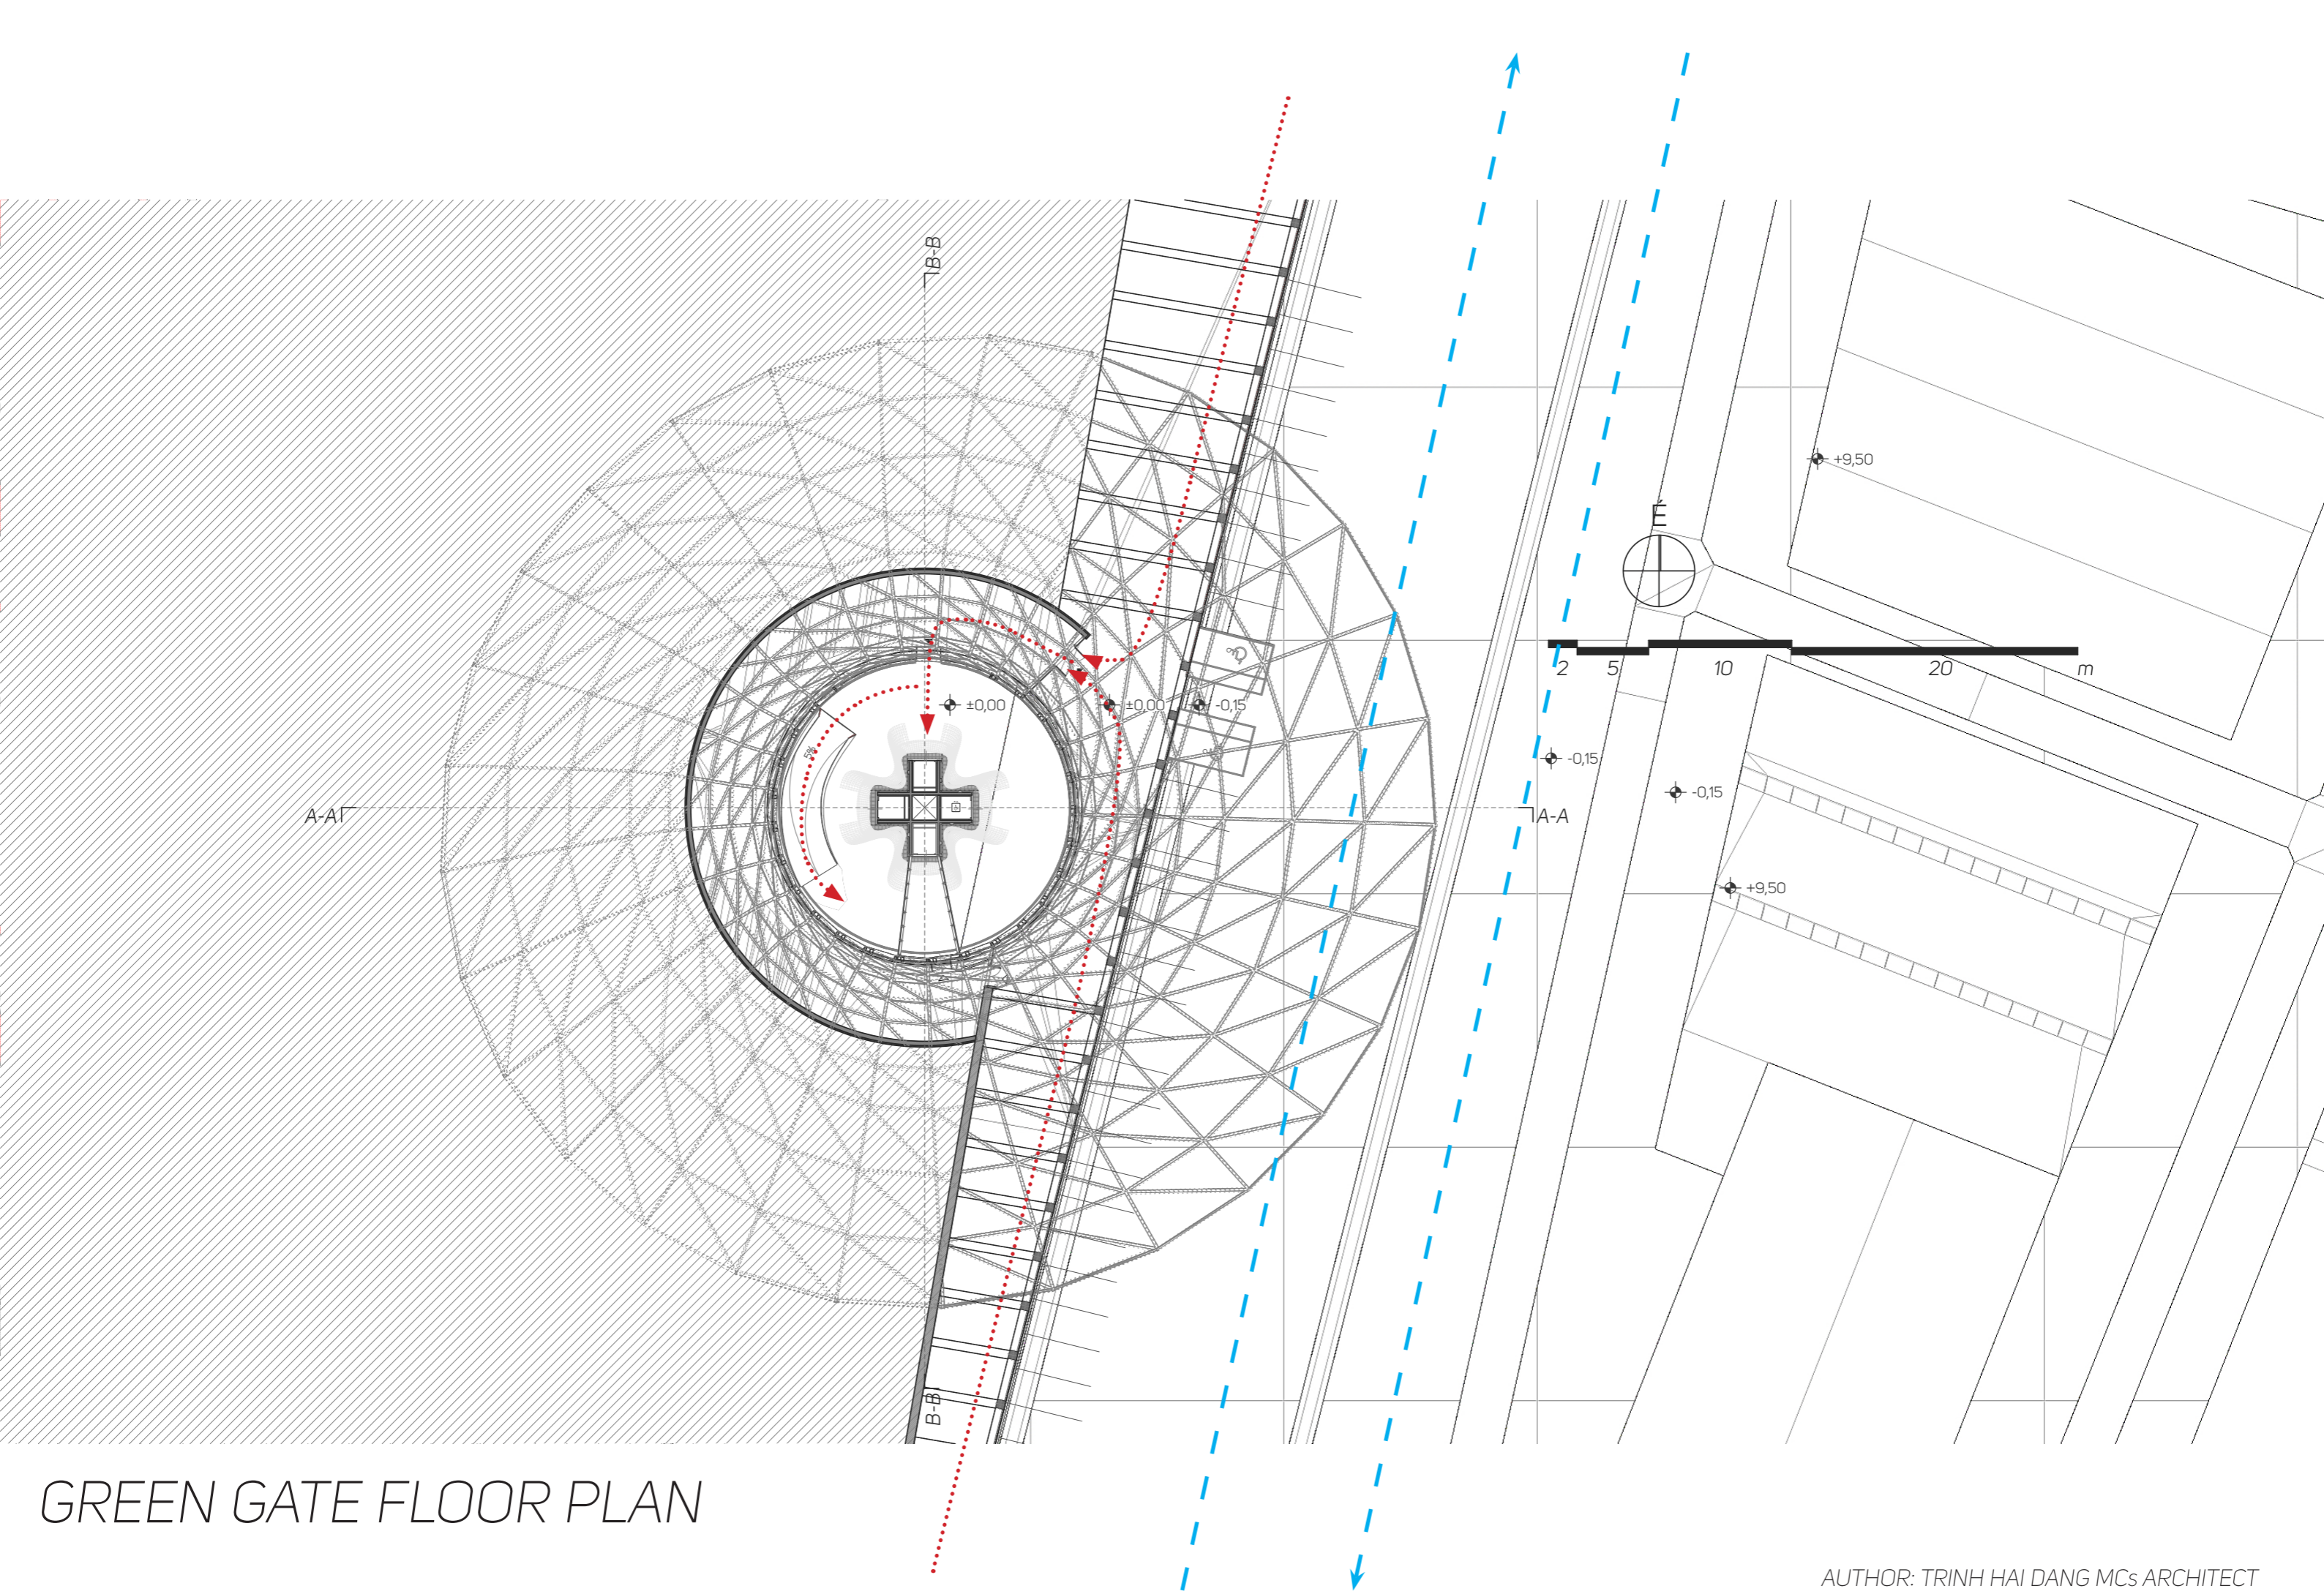 B-B
+9,50
É
2 5 10 20 m
±0,00
±0,00
-0,15
5%
-0,15
-0,15
A-A
A-A
+9,50
B-B
GREEN GATE FLOOR PLAN
AUTHOR: TRINH HAI DANG MCs ARCHITECT